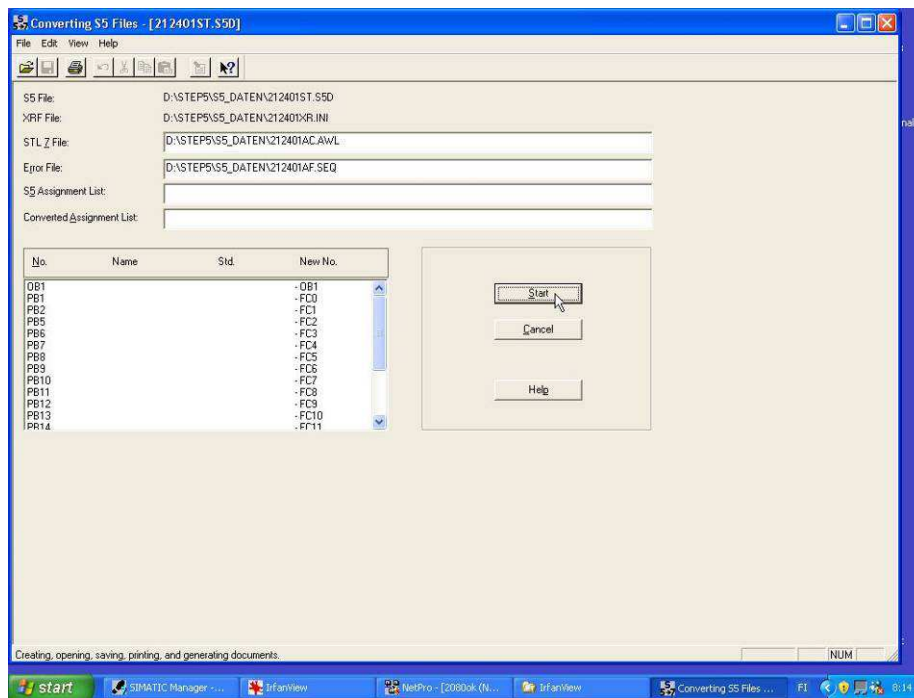 Converting S5 Files - [212401ST.S5D]
File Edit View Help
S5 File: D:\STEP5\S5_DATEN\212401ST.S5D
XRF File: D:\STEP5\S5_DATEN\212401XR.INI
STL 7 File: D:\STEP5\S5_DATEN\212401AC.AWL
Error File: D:\STEP5\S5_DATEN\212401AF.SEQ
S5 Assignment List:
Converted Assignment List:
No. Name Std. New No.
OB1 - OB1
PB1 - FC0
PB2 - FC1
PB5 - FC2
PB6 - FC3
PB7 - FC4
PB8 - FC5
PB9 - FC6
PB10 - FC7
PB11 - FC8
PB12 - FC9
PB13 - FC10
PB14 - FC11
Start
Cancel
Help
Creating, opening, saving, printing, and generating documents.
NUM
start SIMATIC Manager -... IrfanView NetPro - [2080ok (N... IrfanView Converting S5 Files ... FI 8:14